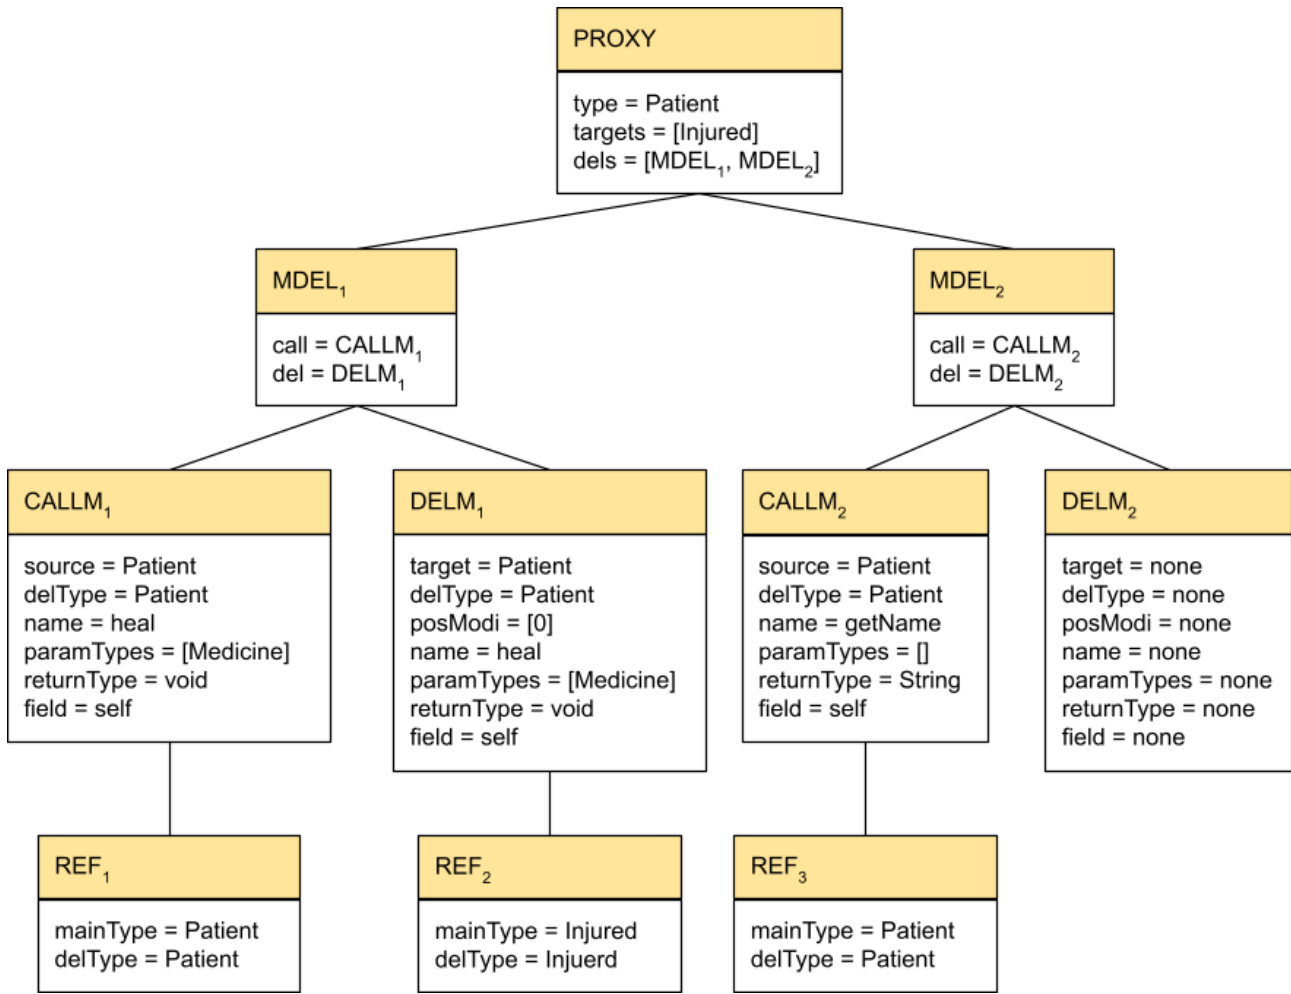 PROXY
type = Patient
targets = [Injured]
dels = [MDEL₁, MDEL₂]
MDEL₁
call = CALLM₁
del = DELM₁
MDEL₂
call = CALLM₂
del = DELM₂
CALLM₁
source = Patient
delType = Patient
name = heal
paramTypes = [Medicine]
returnType = void
field = self
DELM₁
target = Patient
delType = Patient
posModi = [0]
name = heal
paramTypes = [Medicine]
returnType = void
field = self
CALLM₂
source = Patient
delType = Patient
name = getName
paramTypes = []
returnType = String
field = self
DELM₂
target = none
delType = none
posModi = none
name = none
paramTypes = none
returnType = none
field = none
REF₁
mainType = Patient
delType = Patient
REF₂
mainType = Injured
delType = Injuerd
REF₃
mainType = Patient
delType = Patient